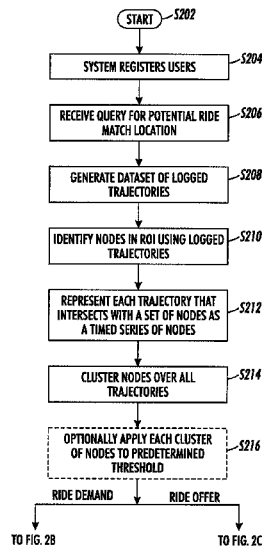 START
S202
SYSTEM REGISTERS USERS
S204
RECEIVE QUERY FOR POTENTIAL RIDE
MATCH LOCATION
S206
GENERATE DATASET OF LOGGED
TRAJECTORIES
S208
IDENTIFY NODES IN ROI USING LOGGED
TRAJECTORIES
S210
REPRESENT EACH TRAJECTORY THAT
INTERSECTS WITH A SET OF NODES AS
A TIMED SERIES OF NODES
S212
CLUSTER NODES OVER ALL
TRAJECTORIES
S214
OPTIONALLY APPLY EACH CLUSTER
OF NODES TO PREDETERMINED
THRESHOLD
S216
RIDE DEMAND
RIDE OFFER
TO FIG. 2B
TO FIG. 2C